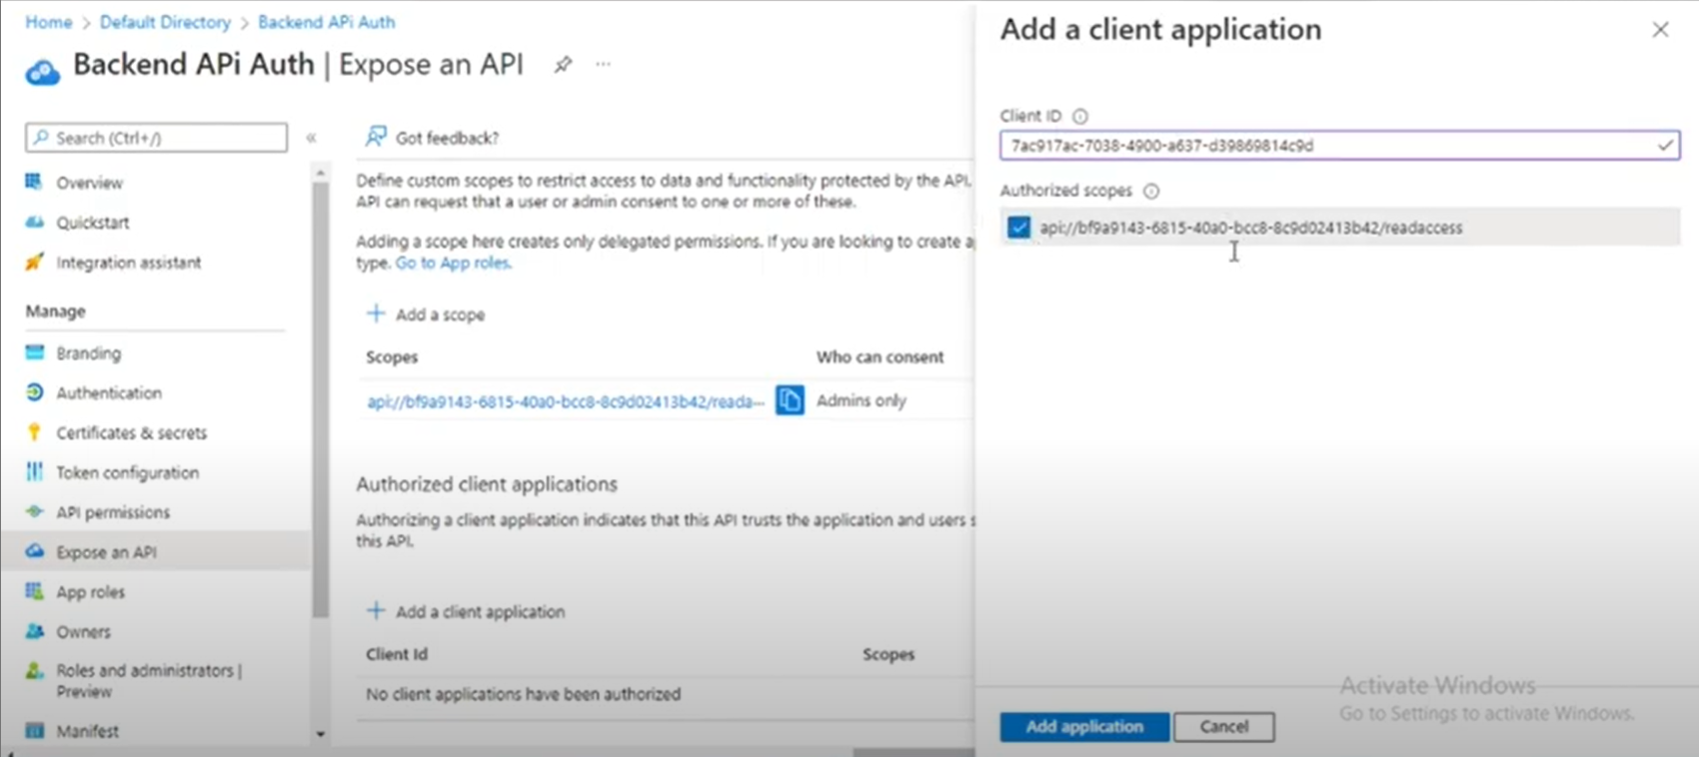 Home > Default Directory > Backend APi Auth
Backend APi Auth | Expose an API
Search (Ctrl+/)
Overview
Quickstart
Integration assistant
Manage
Branding
Authentication
Certificates & secrets
Token configuration
API permissions
Expose an API
App roles
Owners
Roles and administrators |
Preview
Manifest
Got feedback?
Define custom scopes to restrict access to data and functionality protected by the API.
API can request that a user or admin consent to one or more of these.
Adding a scope here creates only delegated permissions. If you are looking to create a
type. Go to App roles.
Add a scope
Scopes Who can consent
api://bf9a9143-6815-40a0-bcc8-8c9d02413b42/reada... Admins only
Authorized client applications
Authorizing a client application indicates that this API trusts the application and users s
this API.
Add a client application
Client Id Scopes
No client applications have been authorized
Add a client application
Client ID
7ac917ac-7038-4900-a637-d39869814c9d
Authorized scopes
api://bf9a9143-6815-40a0-bcc8-8c9d02413b42/readaccess
Activate Windows
Go to Settings to activate Windows.
Add application Cancel